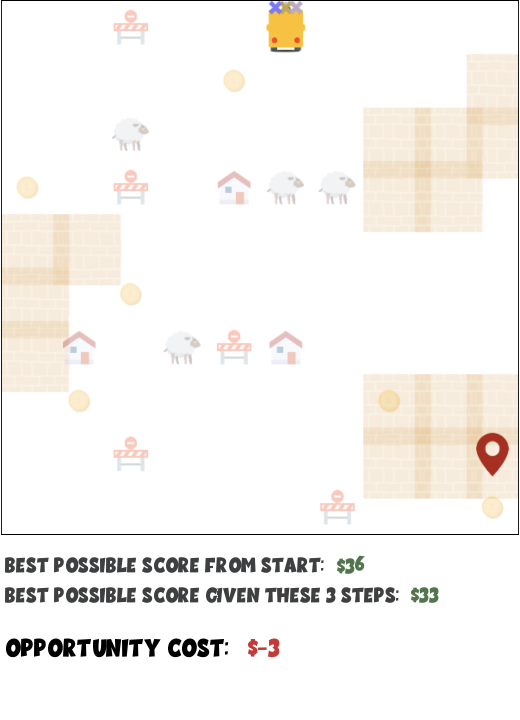 BEST POSSIBLE SCORE FROM START: $36
BEST POSSIBLE SCORE GIVEN THESE 3 STEPS: $33
OPPORTUNITY COST: $-3